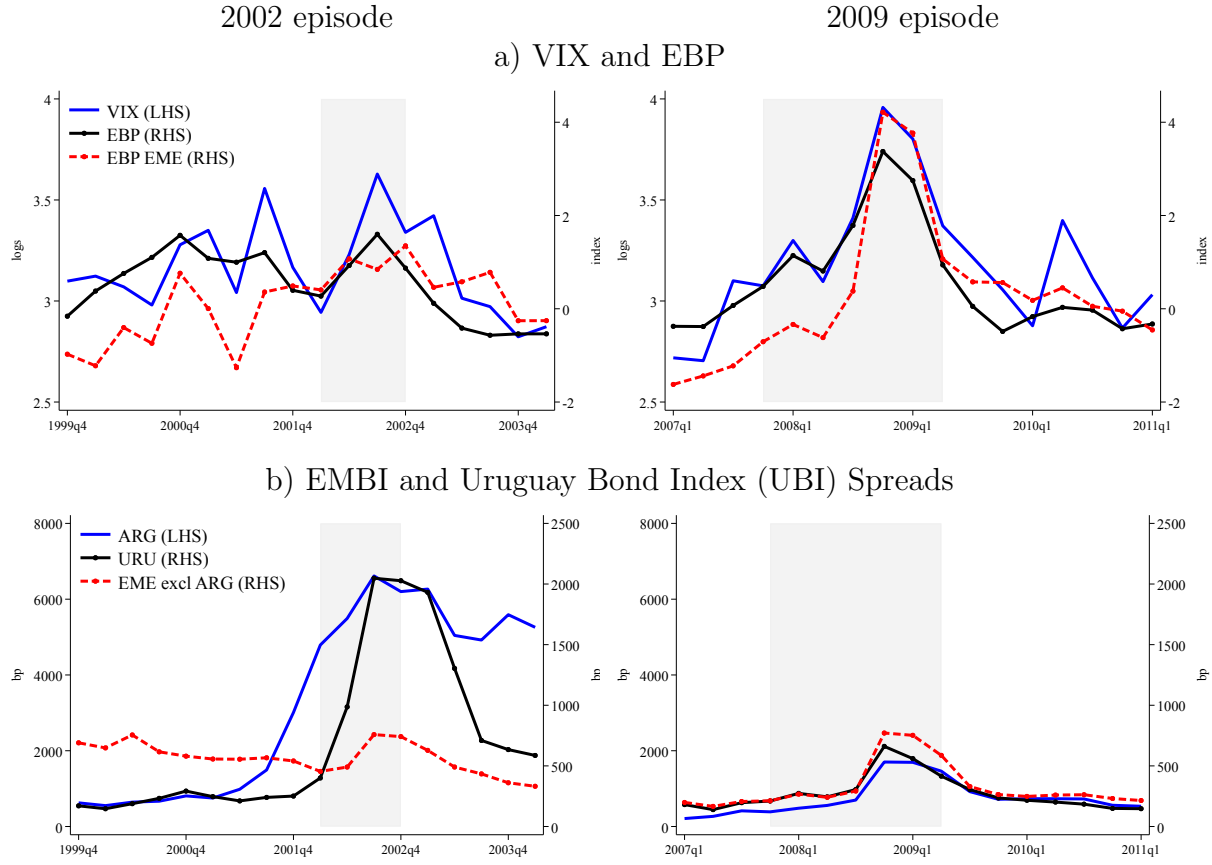 2002 episode 2009 episode
a) VIX and EBP
VIX (LHS)
EBP (RHS)
EBP EME (RHS)
4
3.5
3
2.5
logs
4
2
0
-2
index
1999q4 2000q4 2001q4 2002q4 2003q4
4
3.5
3
2.5
logs
4
2
0
-2
index
2007q1 2008q1 2009q1 2010q1 2011q1
b) EMBI and Uruguay Bond Index (UBI) Spreads
ARG (LHS)
URU (RHS)
EME excl ARG (RHS)
8000
6000
4000
2000
0
bp
2500
2000
1500
1000
500
0
bp
1999q4 2000q4 2001q4 2002q4 2003q4
8000
6000
4000
2000
0
bp
2500
2000
1500
1000
500
0
bp
2007q1 2008q1 2009q1 2010q1 2011q1